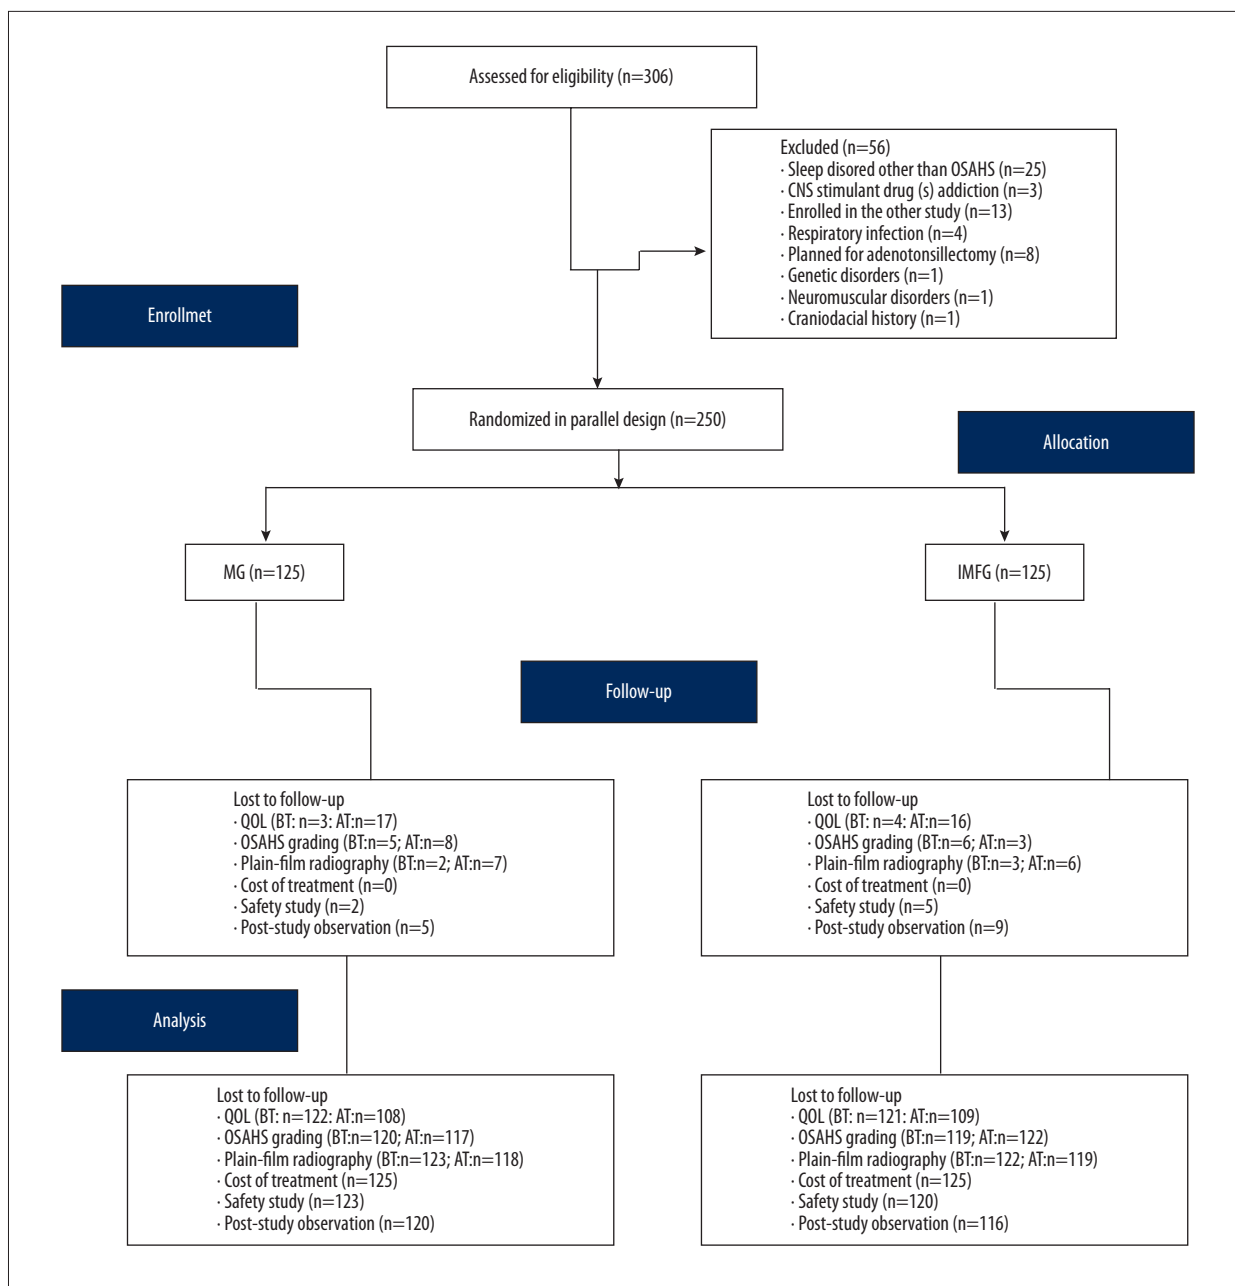 Assessed for eligibility (n=306)
Excluded (n=56)
· Sleep disored other than OSAHS (n=25)
· CNS stimulant drug (s) addiction (n=3)
· Enrolled in the other study (n=13)
· Respiratory infection (n=4)
· Planned for adenotonsillectomy (n=8)
· Genetic disorders (n=1)
· Neuromuscular disorders (n=1)
· Craniodacial history (n=1)
Enrollmet
Randomized in parallel design (n=250)
Allocation
MG (n=125)
IMFG (n=125)
Follow-up
Lost to follow-up
· QOL (BT: n=3: AT:n=17)
· OSAHS grading (BT:n=5; AT:n=8)
· Plain-film radiography (BT:n=2; AT:n=7)
· Cost of treatment (n=0)
· Safety study (n=2)
· Post-study observation (n=5)
Lost to follow-up
· QOL (BT: n=4: AT:n=16)
· OSAHS grading (BT:n=6; AT:n=3)
· Plain-film radiography (BT:n=3; AT:n=6)
· Cost of treatment (n=0)
· Safety study (n=5)
· Post-study observation (n=9)
Analysis
Lost to follow-up
· QOL (BT: n=122: AT:n=108)
· OSAHS grading (BT:n=120; AT:n=117)
· Plain-film radiography (BT:n=123; AT:n=118)
· Cost of treatment (n=125)
· Safety study (n=123)
· Post-study observation (n=120)
Lost to follow-up
· QOL (BT: n=121: AT:n=109)
· OSAHS grading (BT:n=119; AT:n=122)
· Plain-film radiography (BT:n=122; AT:n=119)
· Cost of treatment (n=125)
· Safety study (n=120)
· Post-study observation (n=116)